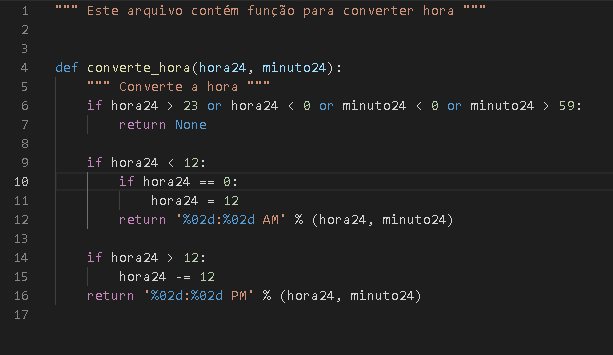 1 """ Este arquivo contém função para converter hora """
2
3
4 def converte_hora(hora24, minuto24):
5     """ Converte a hora """
6     if hora24 > 23 or hora24 < 0 or minuto24 < 0 or minuto24 > 59:
7         return None
8
9     if hora24 < 12:
10         if hora24 == 0:
11             hora24 = 12
12         return '%02d:%02d AM' % (hora24, minuto24)
13
14     if hora24 > 12:
15         hora24 -= 12
16     return '%02d:%02d PM' % (hora24, minuto24)
17